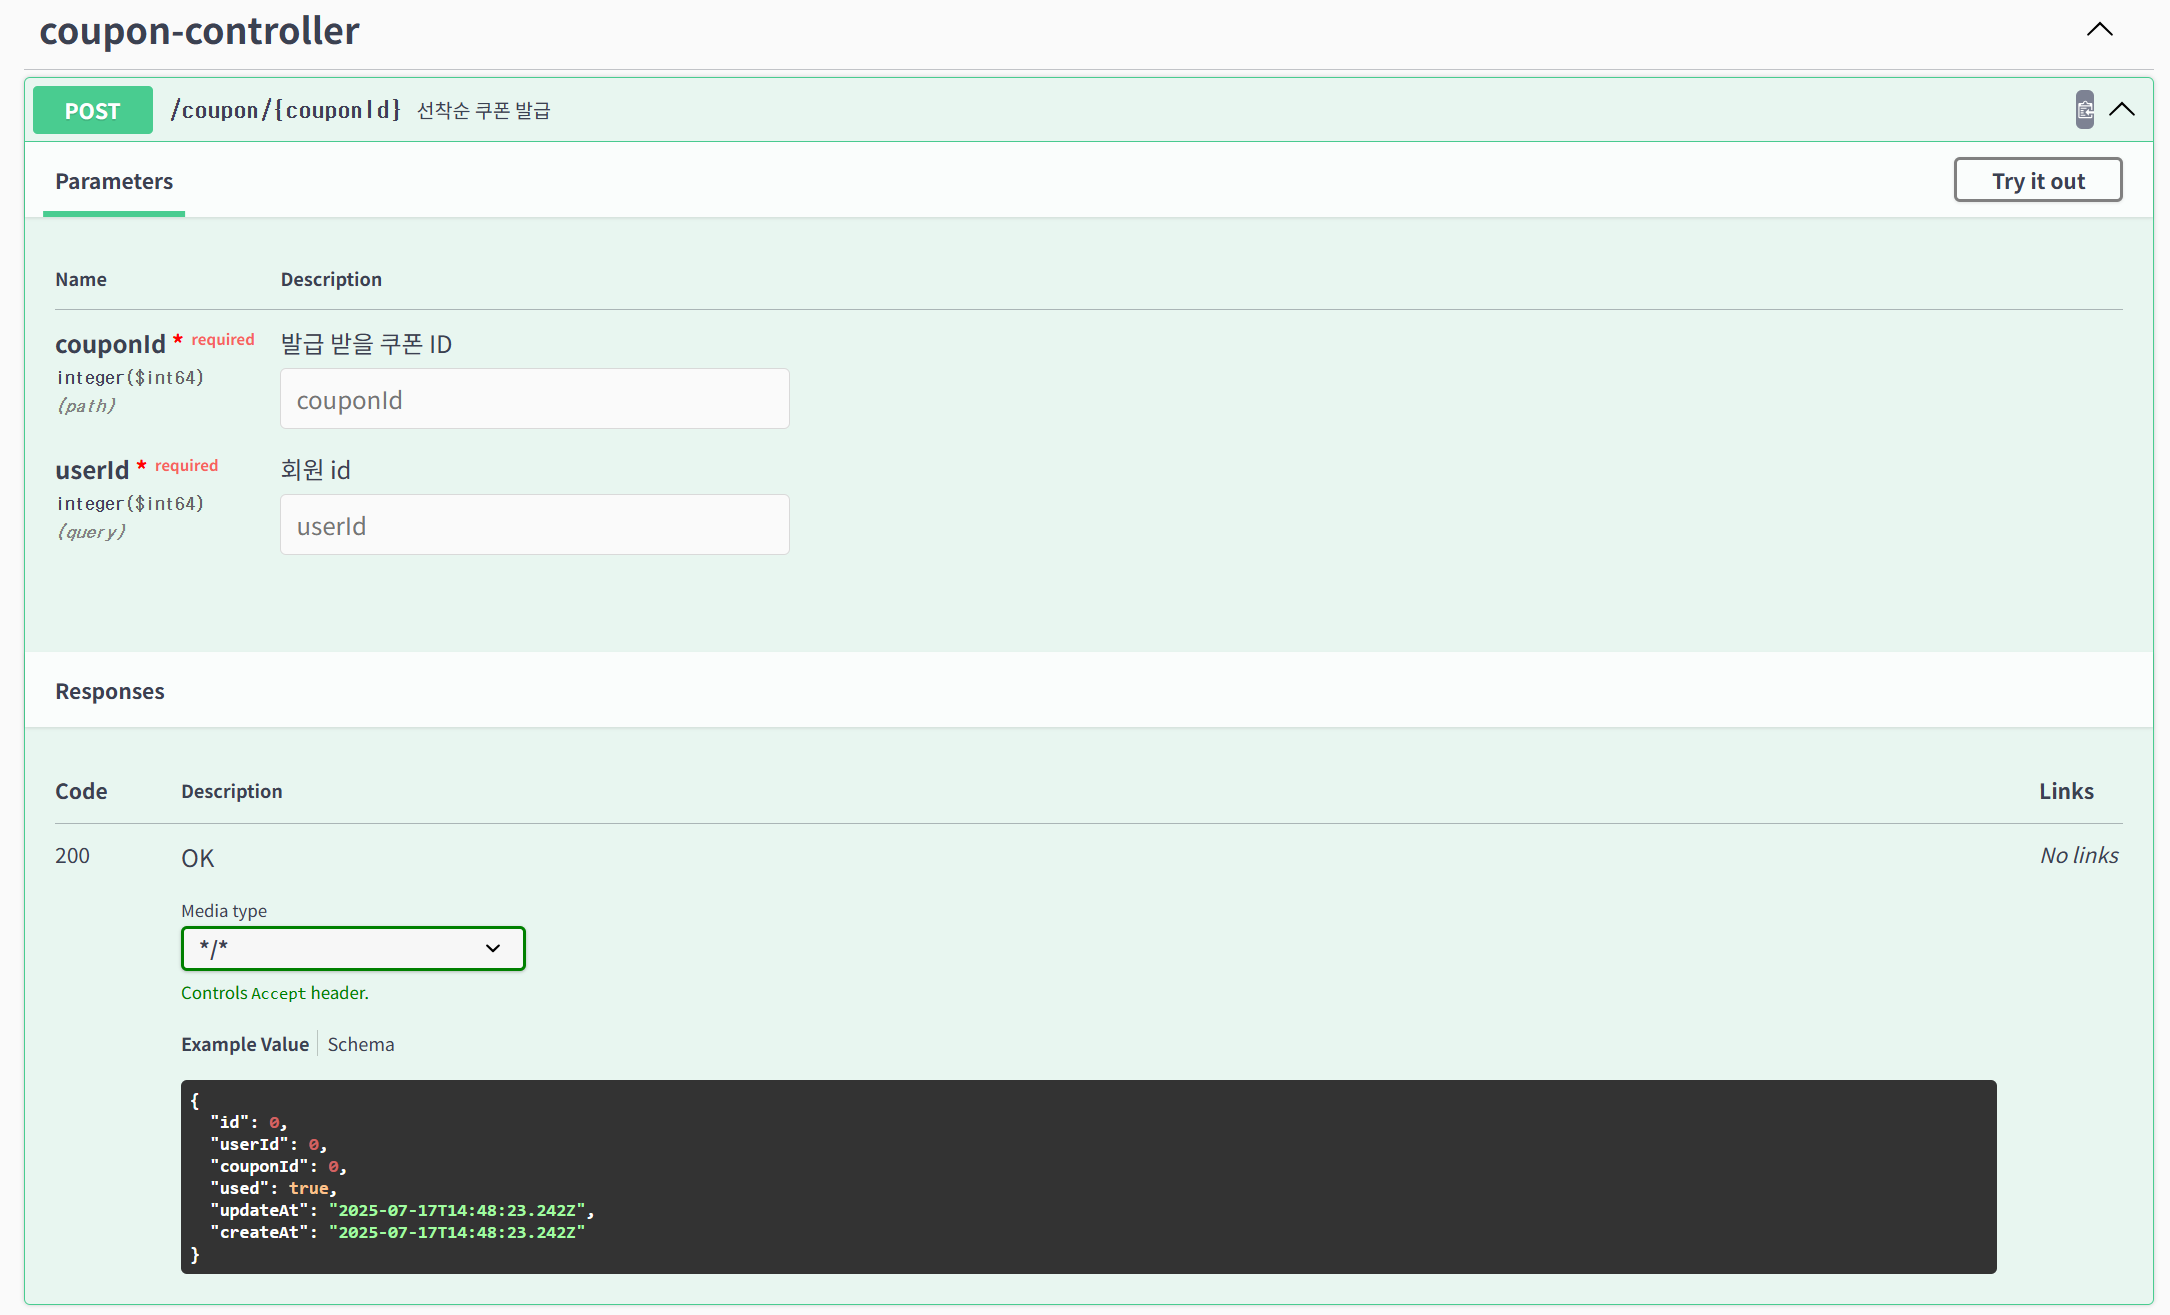 coupon-controller
POST /coupon/{couponId} 선착순 쿠폰 발급
Parameters
Try it out
Name Description
couponId * required 발급 받을 쿠폰 ID
integer($int64)
(path)
couponId
userId * required 회원 id
integer($int64)
(query)
userId
Responses
Code Description Links
200 OK No links
Media type
*/*
Controls Accept header.
Example Value Schema
{
"id": 0,
"userId": 0,
"couponId": 0,
"used": true,
"updateAt": "2025-07-17T14:48:23.242Z",
"createAt": "2025-07-17T14:48:23.242Z"
}